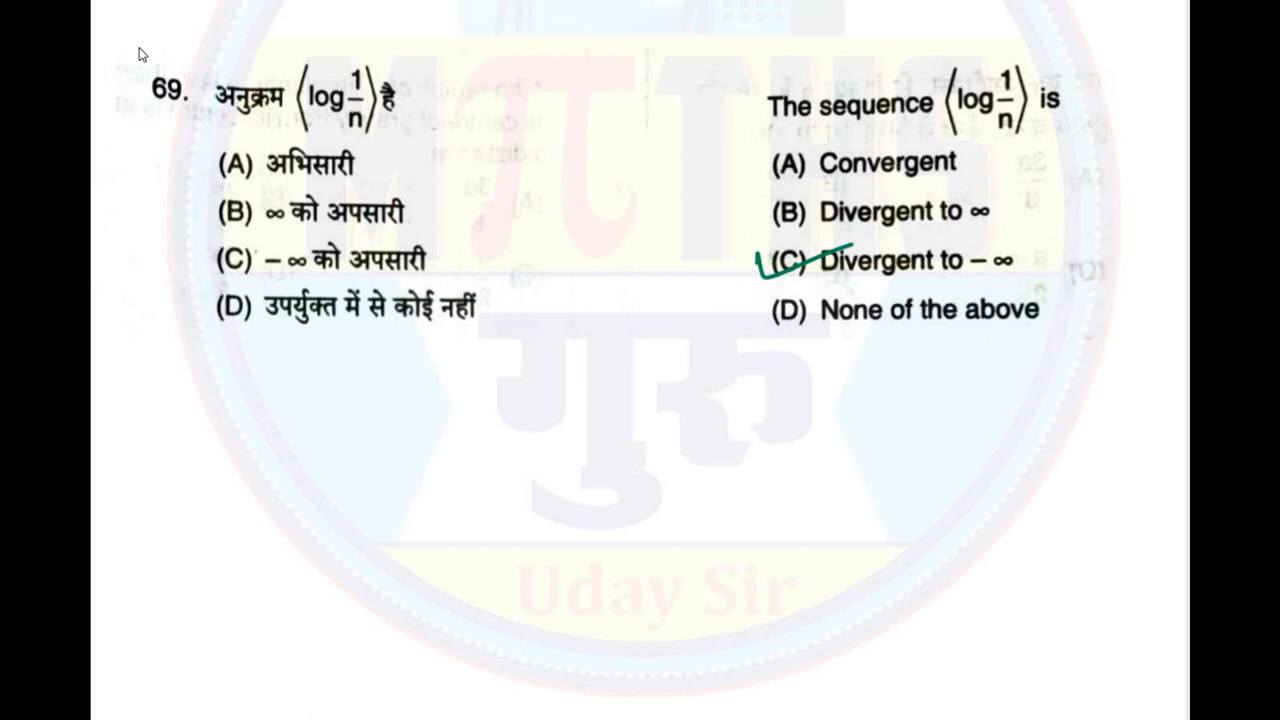 69. अनुक्रम ⟨log 1/n⟩ है
(A) अभिसारी
(B) ∞ को अपसारी
(C) – ∞ को अपसारी
(D) उपर्युक्त में से कोई नहीं
The sequence ⟨log 1/n⟩ is
(A) Convergent
(B) Divergent to ∞
(C) Divergent to – ∞
(D) None of the above
MπTHS
गुरु
Uday Sir